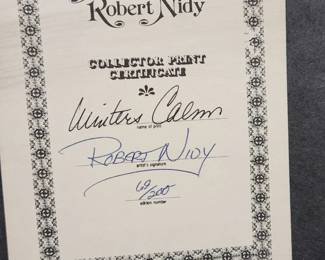 Robert Nidy
COLLECTOR PRINT
CERTIFICATE
Winters Calm
name of print
ROBERT NIDY
artist's signature
69/500
edition number